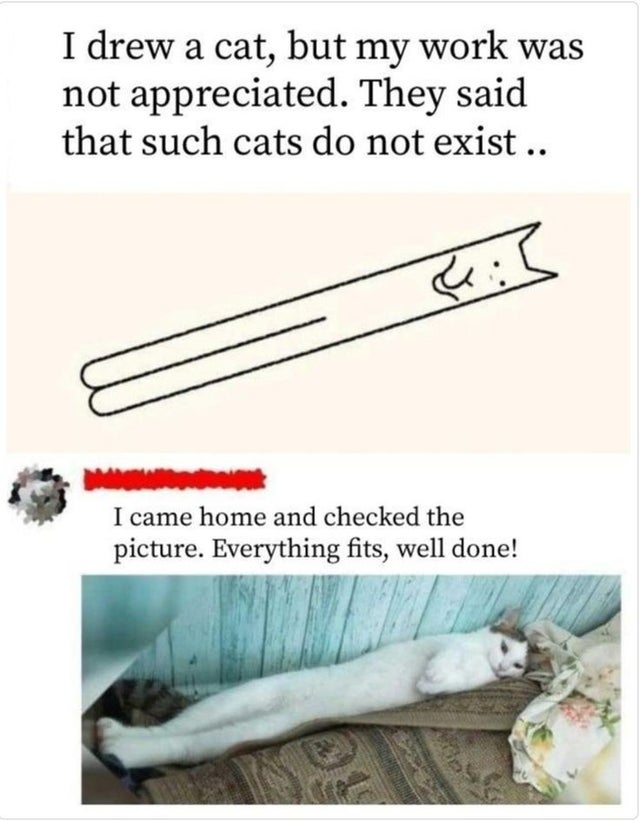 I drew a cat, but my work was
not appreciated. They said
that such cats do not exist ..
I came home and checked the
picture. Everything fits, well done!